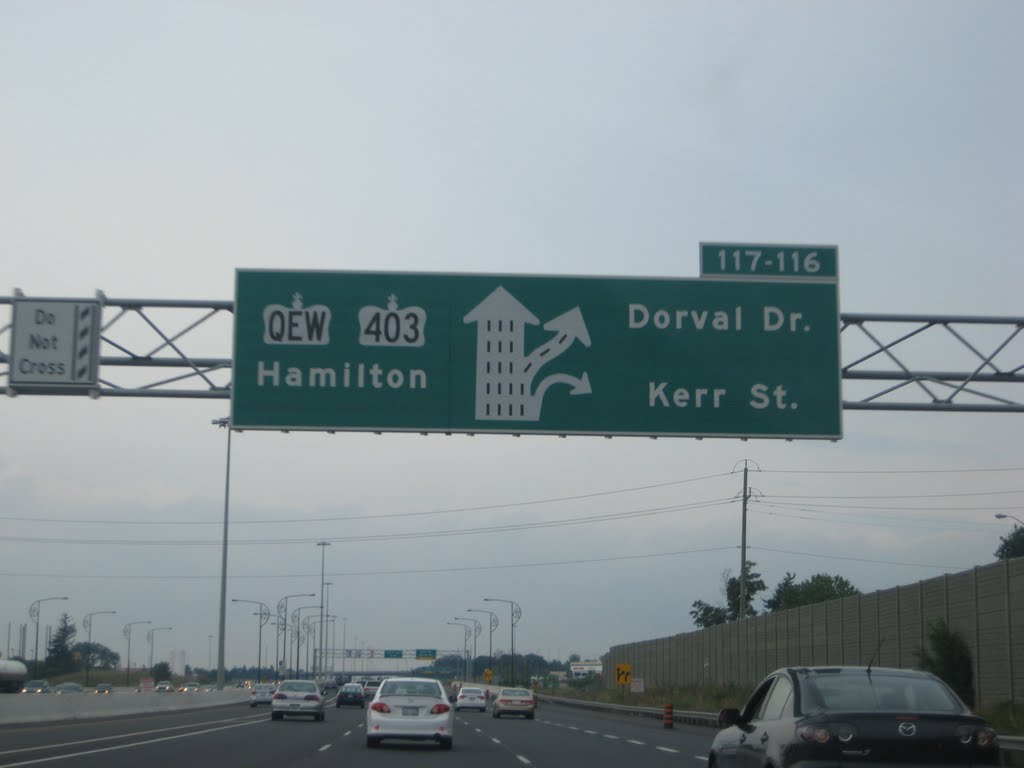 Do
Not
Cross
QEW 403
Hamilton
117-116
Dorval Dr.
Kerr St.